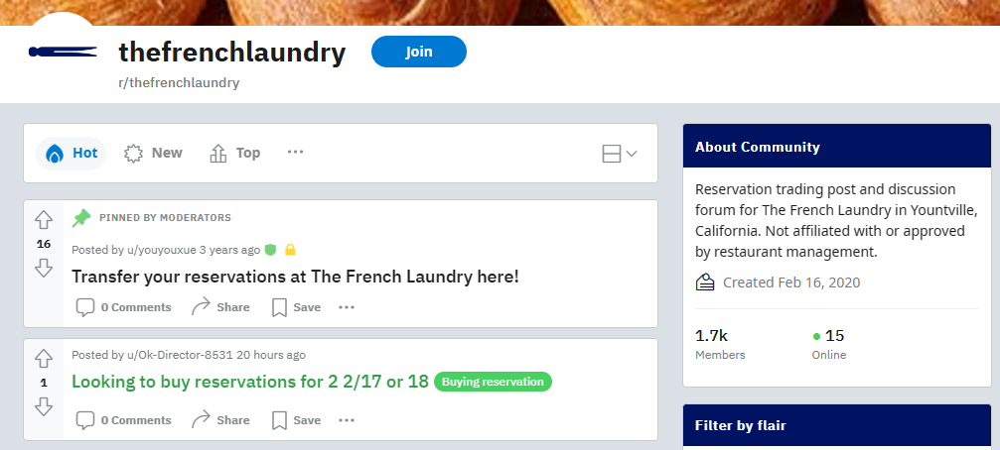 thefrenchlaundry
Join
r/thefrenchlaundry
Hot
New
Top
PINNED BY MODERATORS
16
Posted by u/youyouxue 3 years ago
Transfer your reservations at The French Laundry here!
0 Comments
Share
Save
Posted by u/Ok-Director-8531 20 hours ago
1
Looking to buy reservations for 2 2/17 or 18 Buying reservation
0 Comments
Share
Save
About Community
Reservation trading post and discussion
forum for The French Laundry in Yountville,
California. Not affiliated with or approved
by restaurant management.
Created Feb 16, 2020
1.7k
Members
15
Online
Filter by flair